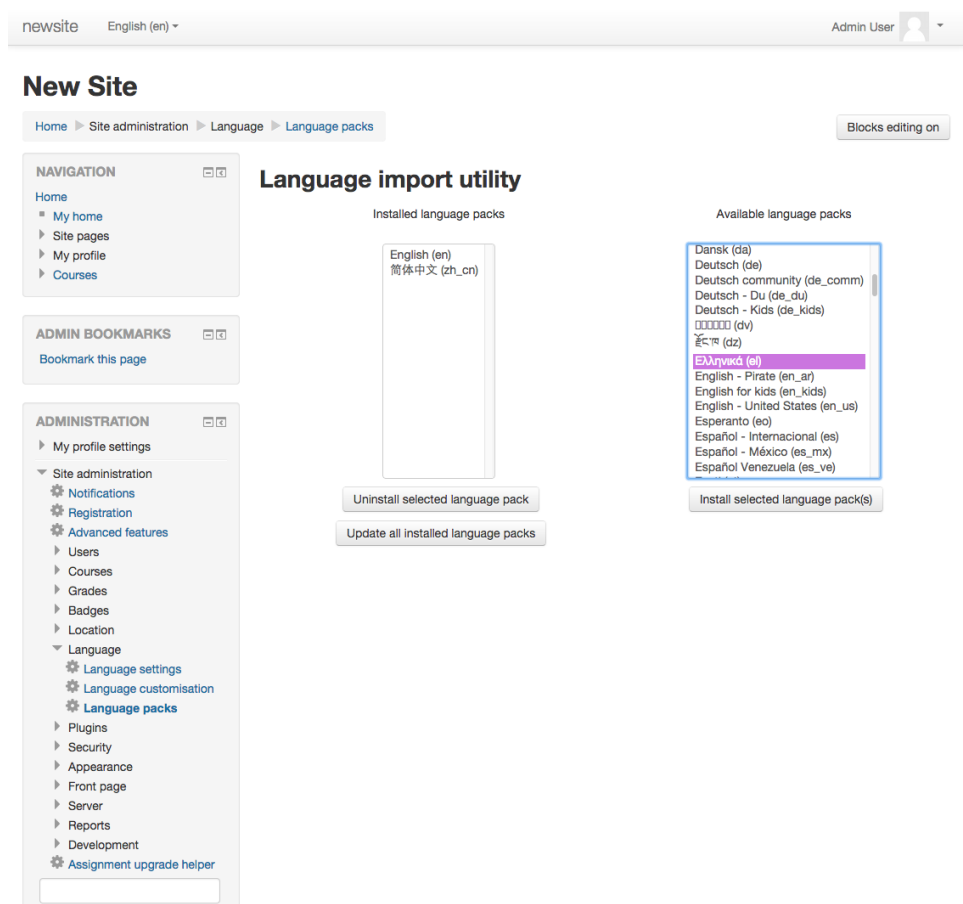 newsite English (en) Admin User
New Site
Home Site administration Language Language packs Blocks editing on
NAVIGATION
Home
My home
Site pages
My profile
Courses
ADMIN BOOKMARKS
Bookmark this page
ADMINISTRATION
My profile settings
Site administration
Notifications
Registration
Advanced features
Users
Courses
Grades
Badges
Location
Language
Language settings
Language customisation
Language packs
Plugins
Security
Appearance
Front page
Server
Reports
Development
Assignment upgrade helper
Language import utility
Installed language packs
English (en)
简体中文 (zh_cn)
Uninstall selected language pack
Update all installed language packs
Available language packs
Dansk (da)
Deutsch (de)
Deutsch community (de_comm)
Deutsch - Du (de_du)
Deutsch - Kids (de_kids)
(dv)
རྫོང་ཁ (dz)
Ελληνικά (el)
English - Pirate (en_ar)
English for kids (en_kids)
English - United States (en_us)
Esperanto (eo)
Español - Internacional (es)
Español - México (es_mx)
Español Venezuela (es_ve)
Install selected language pack(s)